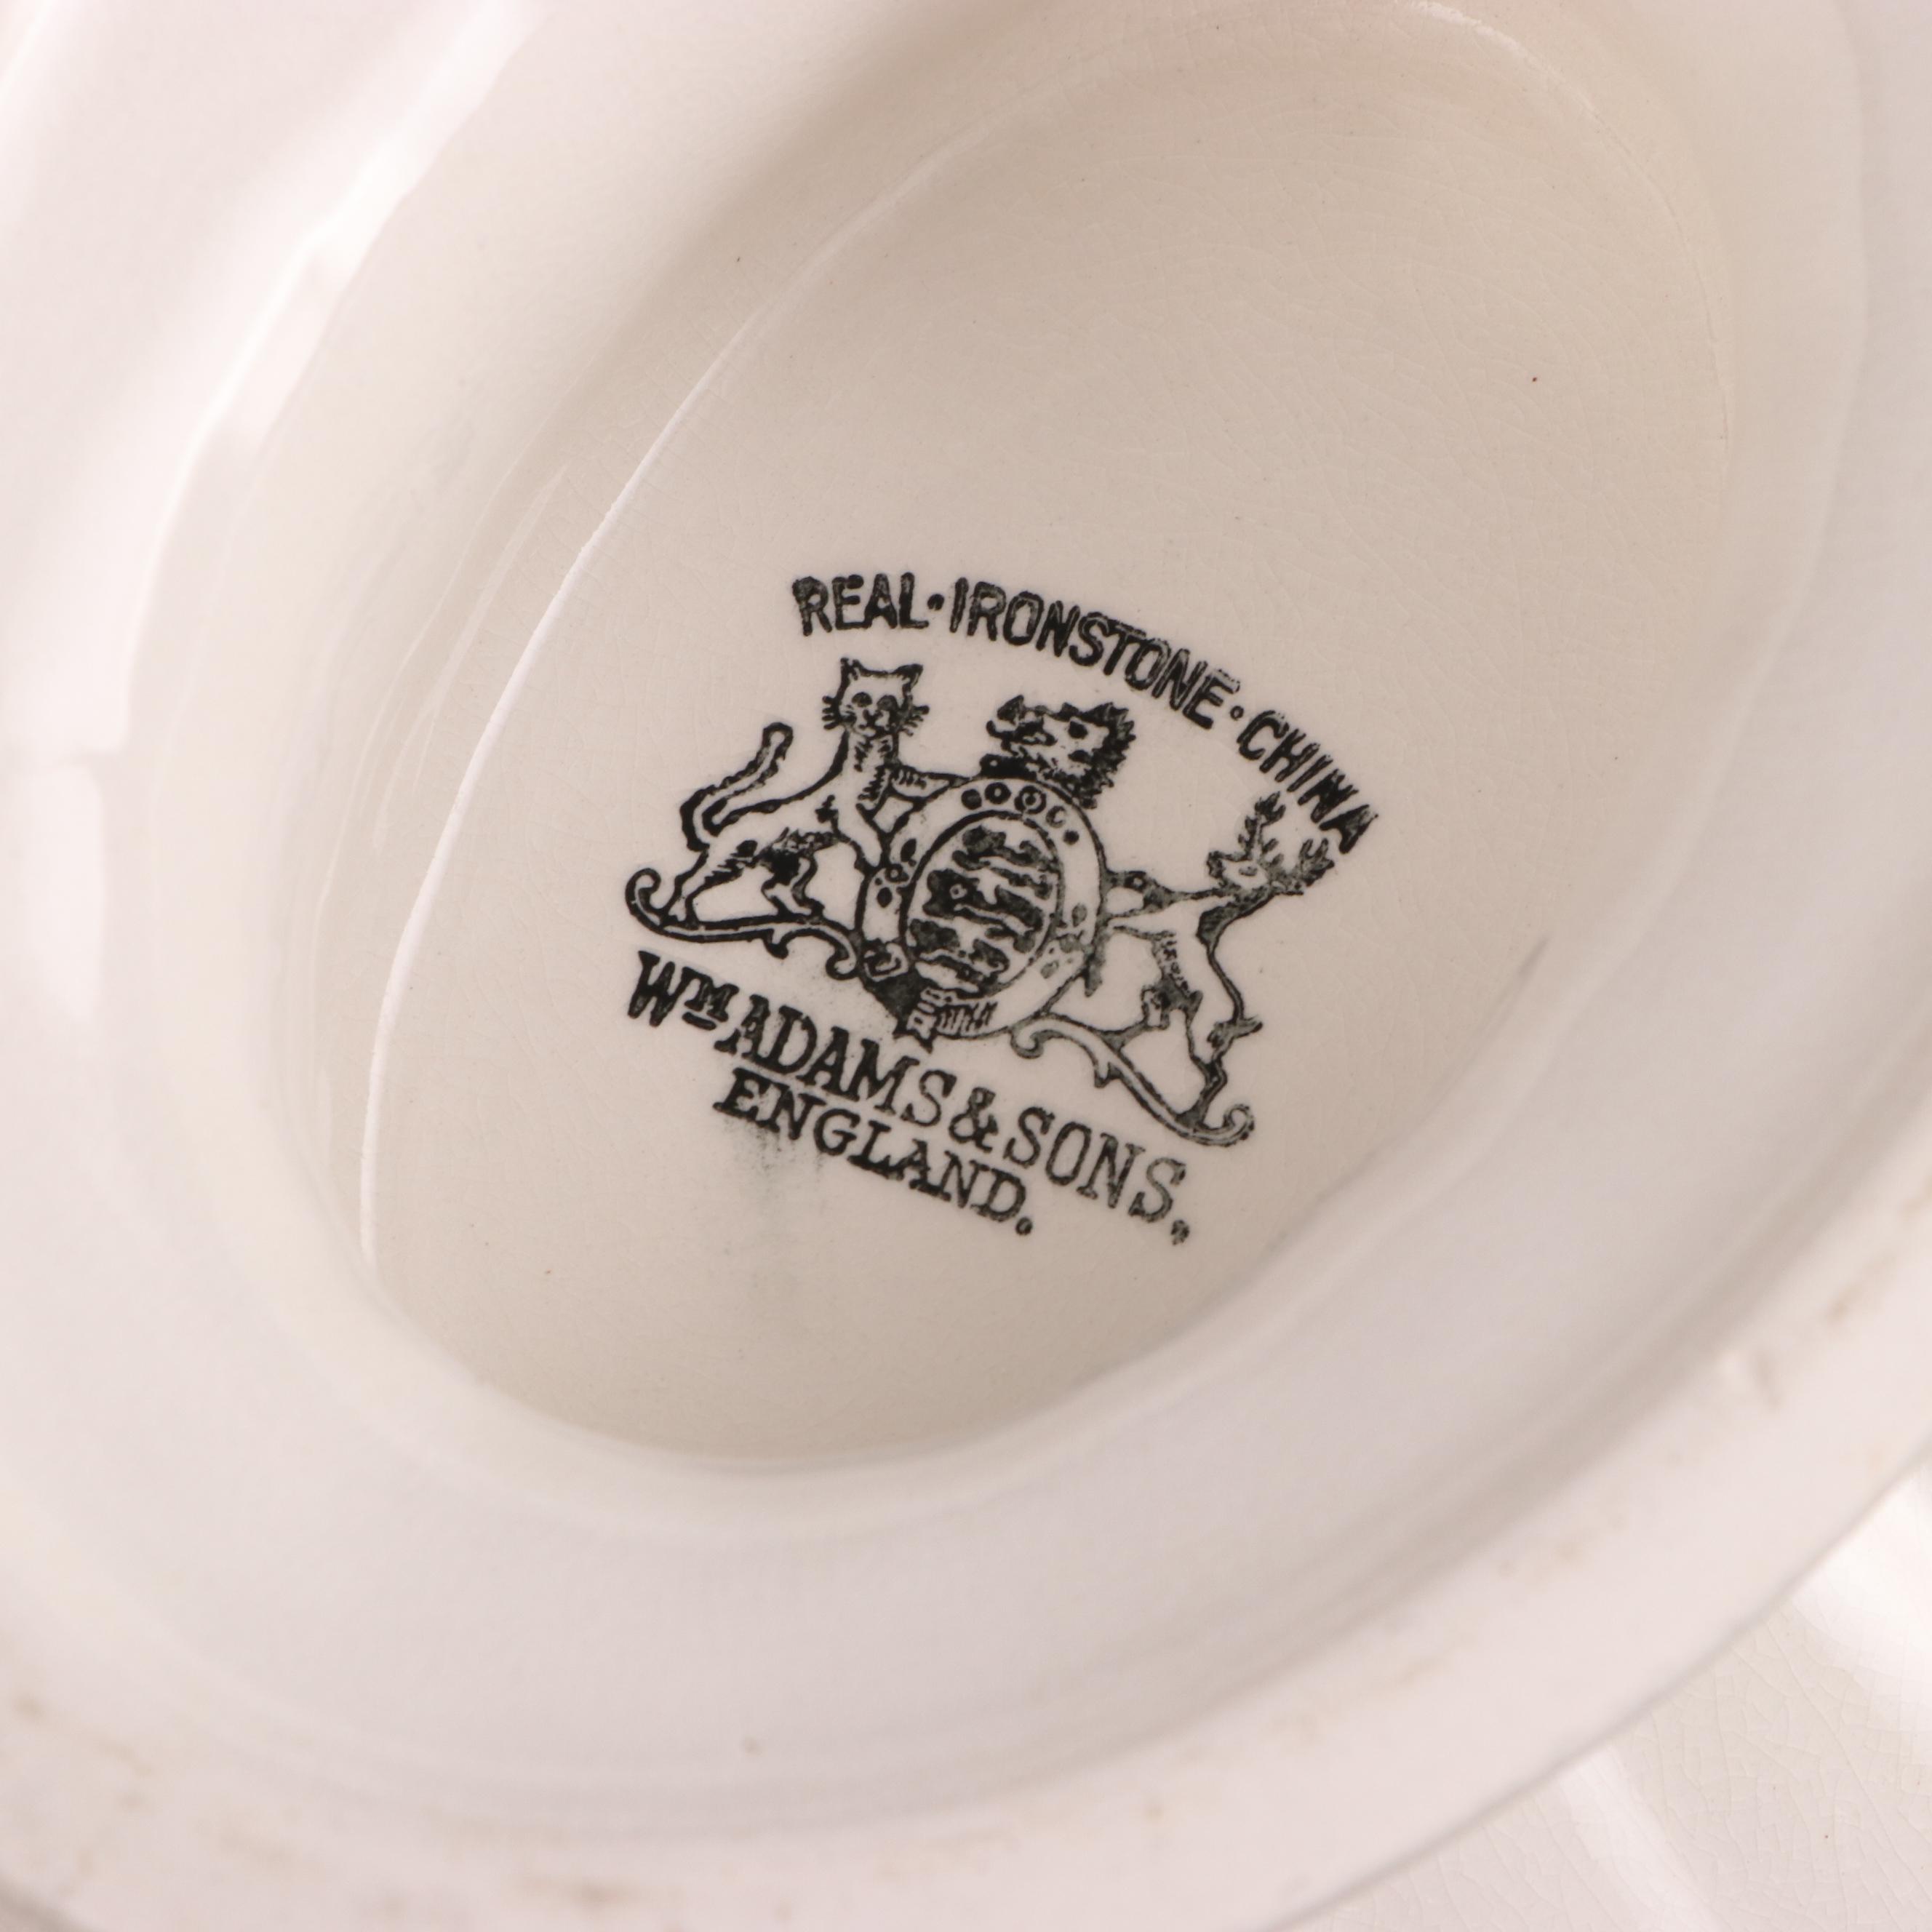 REAL·IRONSTONE·CHINA
Wᴹ ADAMS & SONS,
ENGLAND.